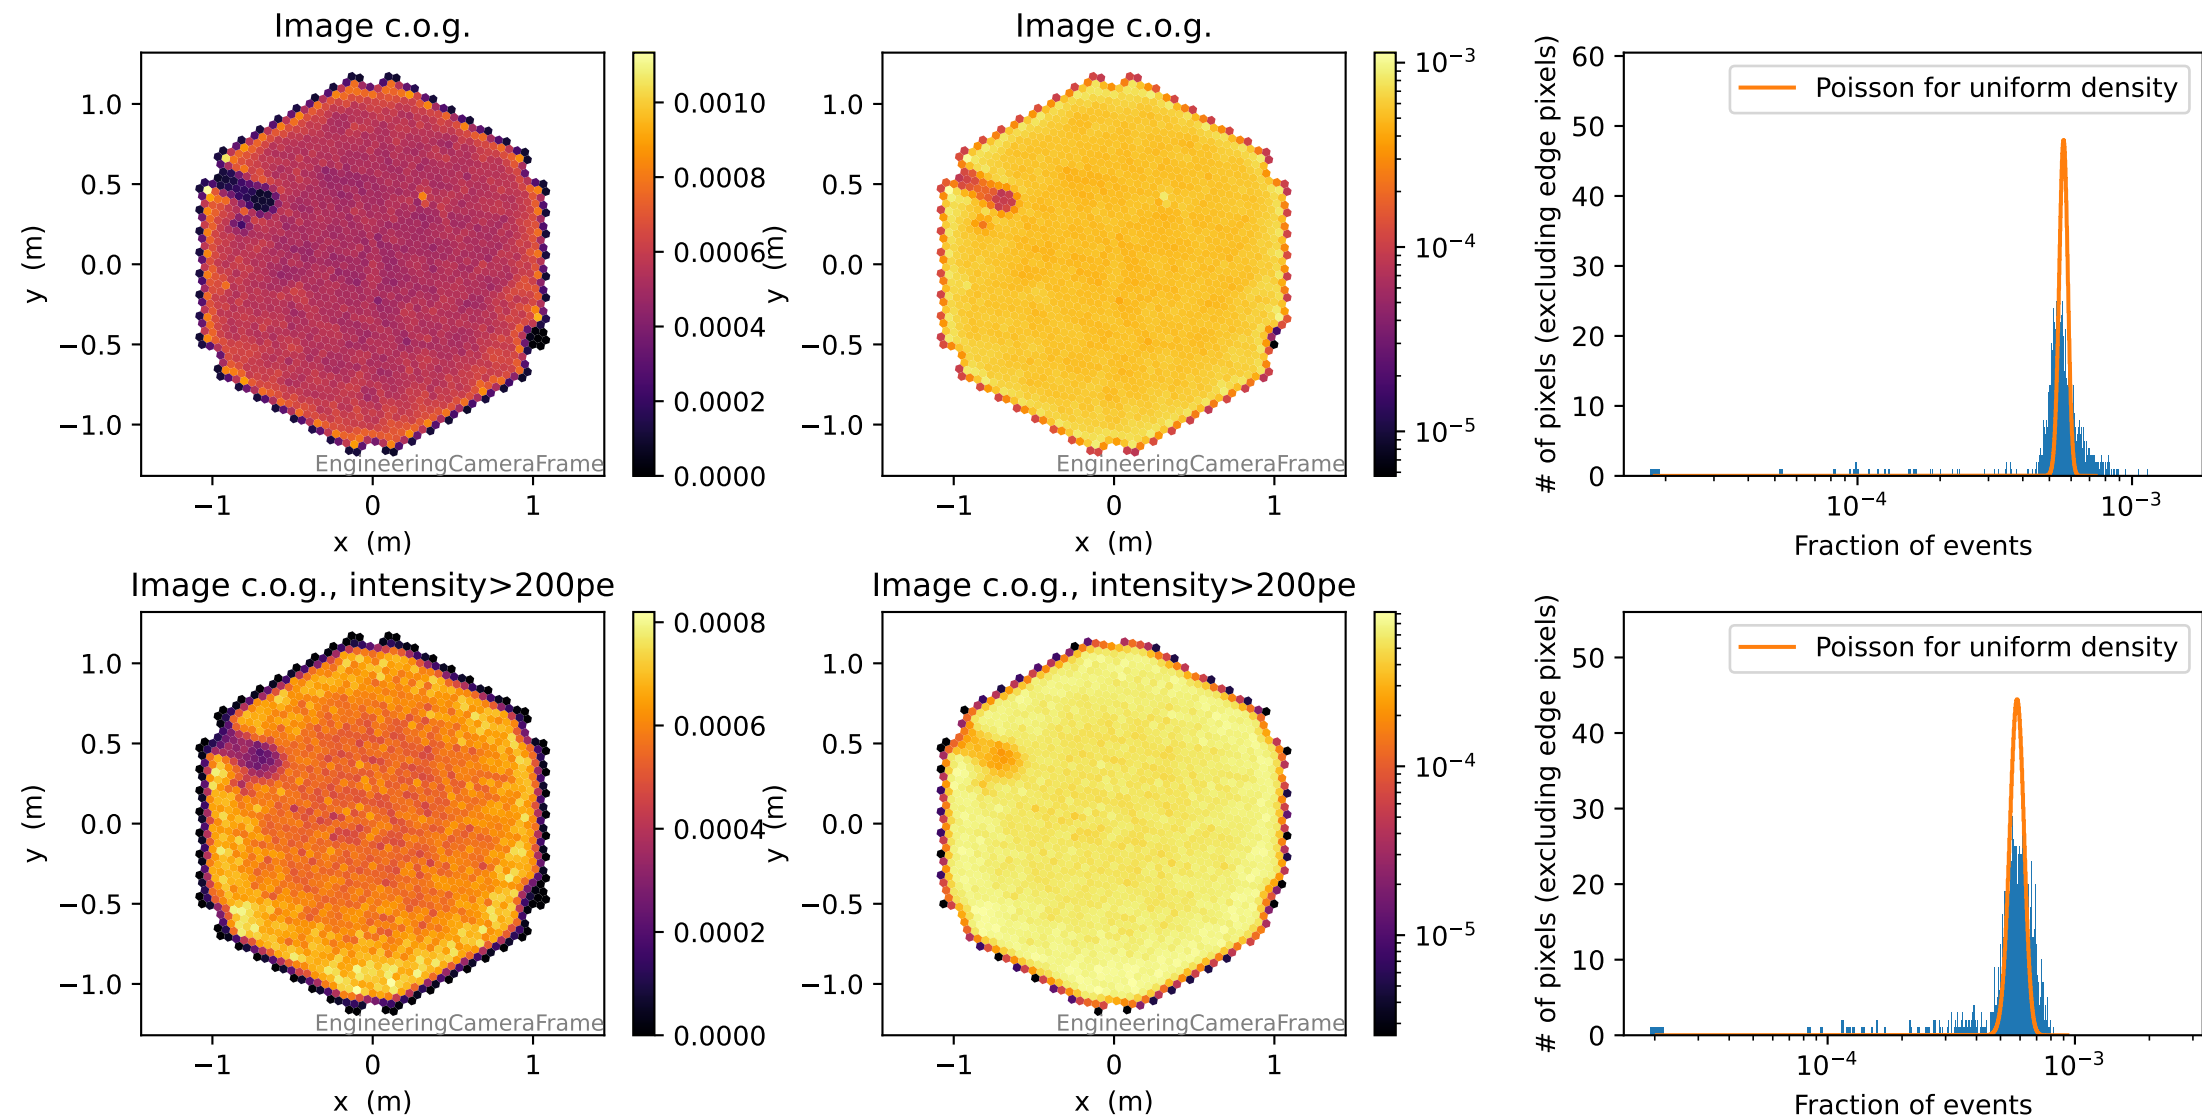 Image c.o.g.
1.0
0.5
0.0
−0.5
−1.0
y (m)
−1
0
1
x (m)
EngineeringCameraFrame
0.0010
0.0008
0.0006
0.0004
0.0002
0.0000
Image c.o.g.
1.0
0.5
0.0
−0.5
−1.0
y (m)
−1
0
1
x (m)
EngineeringCameraFrame
10−3
10−4
10−5
# of pixels (excluding edge pixels)
60
50
40
30
20
10
0
Poisson for uniform density
10−4
10−3
Fraction of events
Image c.o.g., intensity>200pe
1.0
0.5
0.0
−0.5
−1.0
y (m)
−1
0
1
x (m)
EngineeringCameraFrame
0.0008
0.0006
0.0004
0.0002
0.0000
Image c.o.g., intensity>200pe
1.0
0.5
0.0
−0.5
−1.0
y (m)
−1
0
1
x (m)
EngineeringCameraFrame
10−4
10−5
# of pixels (excluding edge pixels)
50
40
30
20
10
0
Poisson for uniform density
10−4
10−3
Fraction of events